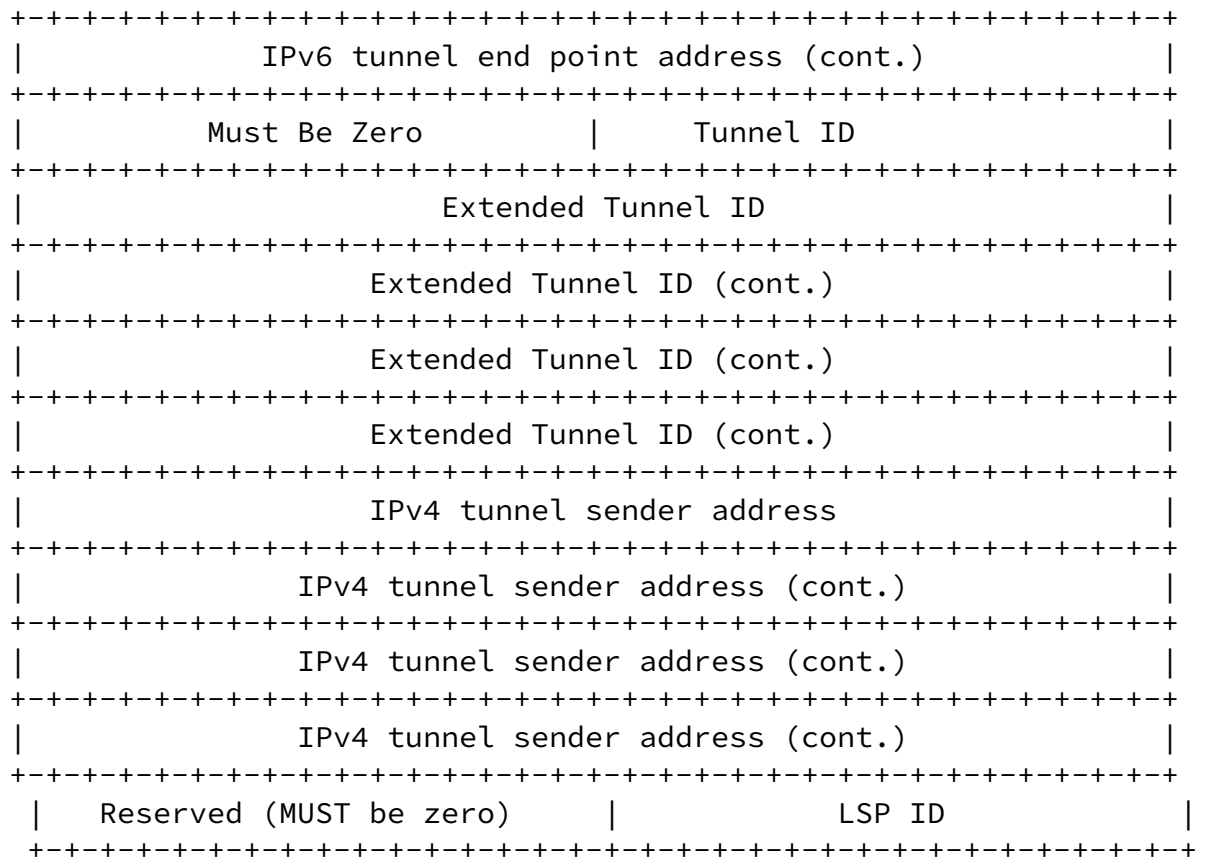 +-+-+-+-+-+-+-+-+-+-+-+-+-+-+-+-+-+-+-+-+-+-+-+-+-+-+-+-+-+-+-+-+
|             IPv6 tunnel end point address (cont.)             |
+-+-+-+-+-+-+-+-+-+-+-+-+-+-+-+-+-+-+-+-+-+-+-+-+-+-+-+-+-+-+-+-+
|          Must Be Zero         |     Tunnel ID                 |
+-+-+-+-+-+-+-+-+-+-+-+-+-+-+-+-+-+-+-+-+-+-+-+-+-+-+-+-+-+-+-+-+
|                       Extended Tunnel ID                      |
+-+-+-+-+-+-+-+-+-+-+-+-+-+-+-+-+-+-+-+-+-+-+-+-+-+-+-+-+-+-+-+-+
|                   Extended Tunnel ID (cont.)                  |
+-+-+-+-+-+-+-+-+-+-+-+-+-+-+-+-+-+-+-+-+-+-+-+-+-+-+-+-+-+-+-+-+
|                   Extended Tunnel ID (cont.)                  |
+-+-+-+-+-+-+-+-+-+-+-+-+-+-+-+-+-+-+-+-+-+-+-+-+-+-+-+-+-+-+-+-+
|                   Extended Tunnel ID (cont.)                  |
+-+-+-+-+-+-+-+-+-+-+-+-+-+-+-+-+-+-+-+-+-+-+-+-+-+-+-+-+-+-+-+-+
|                   IPv4 tunnel sender address                  |
+-+-+-+-+-+-+-+-+-+-+-+-+-+-+-+-+-+-+-+-+-+-+-+-+-+-+-+-+-+-+-+-+
|               IPv4 tunnel sender address (cont.)              |
+-+-+-+-+-+-+-+-+-+-+-+-+-+-+-+-+-+-+-+-+-+-+-+-+-+-+-+-+-+-+-+-+
|               IPv4 tunnel sender address (cont.)              |
+-+-+-+-+-+-+-+-+-+-+-+-+-+-+-+-+-+-+-+-+-+-+-+-+-+-+-+-+-+-+-+-+
|               IPv4 tunnel sender address (cont.)              |
+-+-+-+-+-+-+-+-+-+-+-+-+-+-+-+-+-+-+-+-+-+-+-+-+-+-+-+-+-+-+-+-+
 |   Reserved (MUST be zero)     |            LSP ID             |
 +-+-+-+-+-+-+-+-+-+-+-+-+-+-+-+-+-+-+-+-+-+-+-+-+-+-+-+-+-+-+-+-+